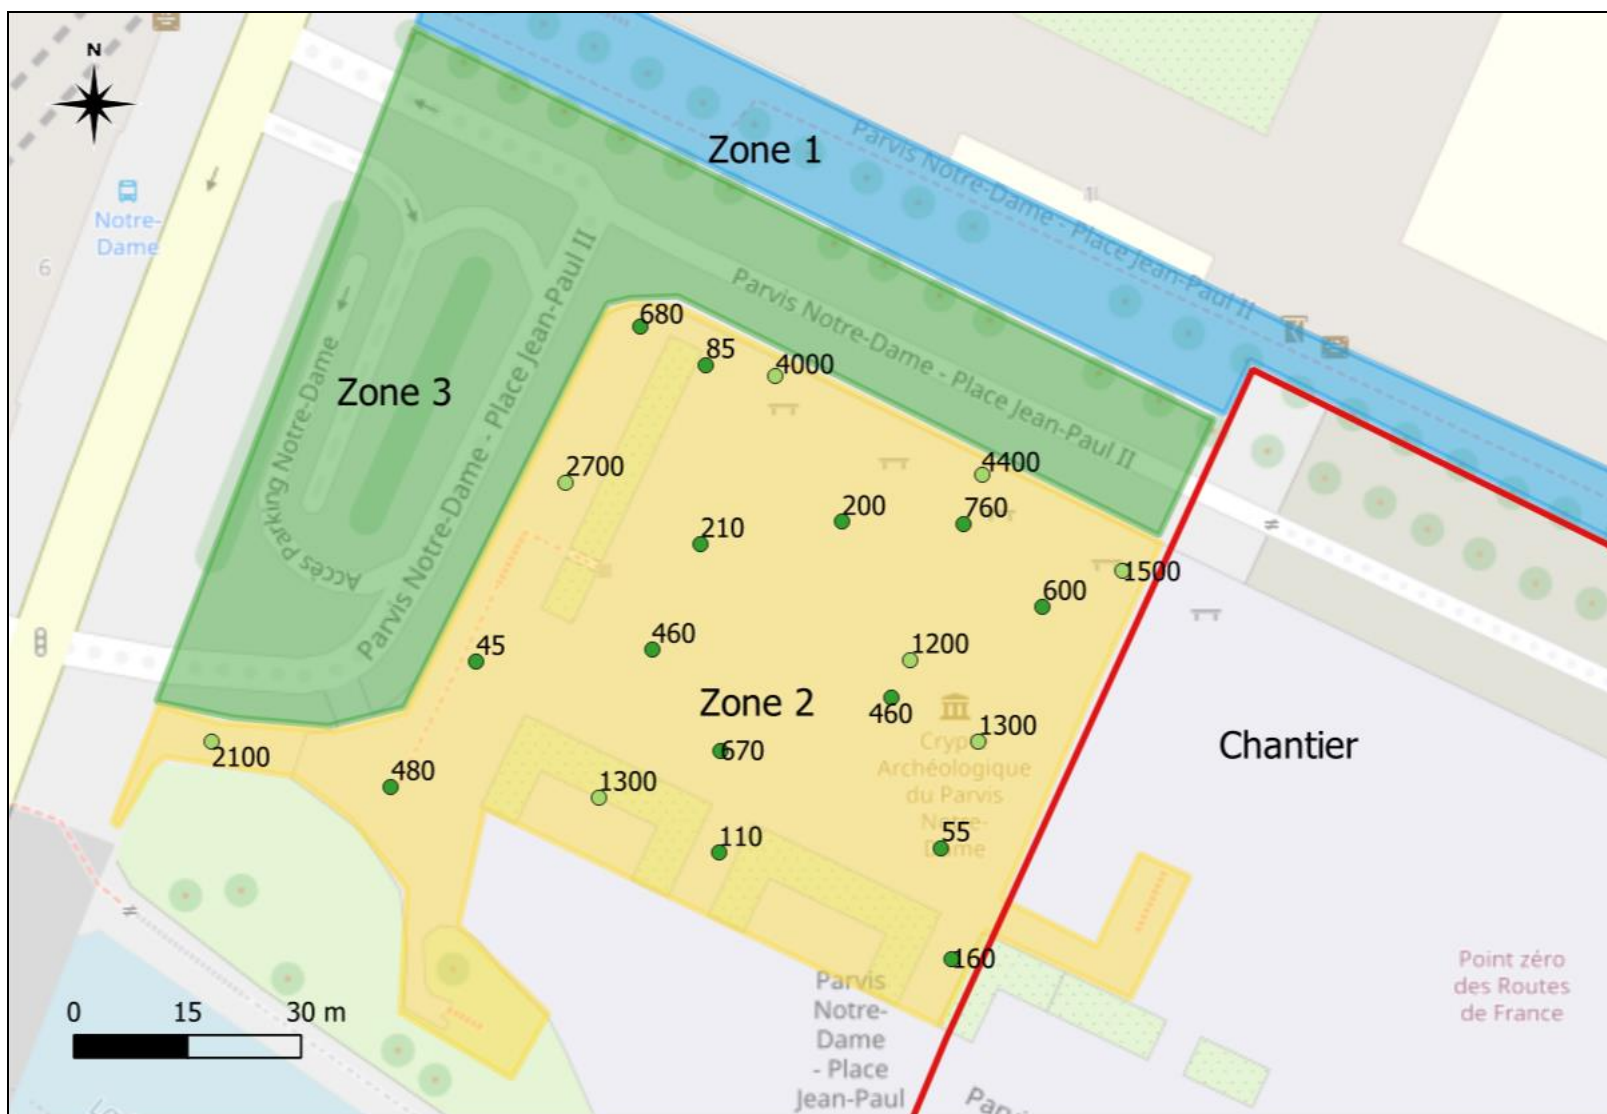 N
Zone 1
Parvis Notre-Dame - Place Jean-Paul II
Notre-
Dame
6
680
85
4000
Parvis Notre-Dame - Place Jean-Paul II
Zone 3
Accès Parking Notre-Dame
Parvis Notre-Dame - Place Jean-Paul II
2700
4400
200
760
210
1500
600
45
460
1200
Zone 2
460
1300
670
2100
480
1300
Crypte
Archéologique
du Parvis
Notre-
Dame
Chantier
110
55
160
Point zéro
des Routes
de France
Parvis
Notre-
Dame
- Place
Jean-Paul
0 15 30 m